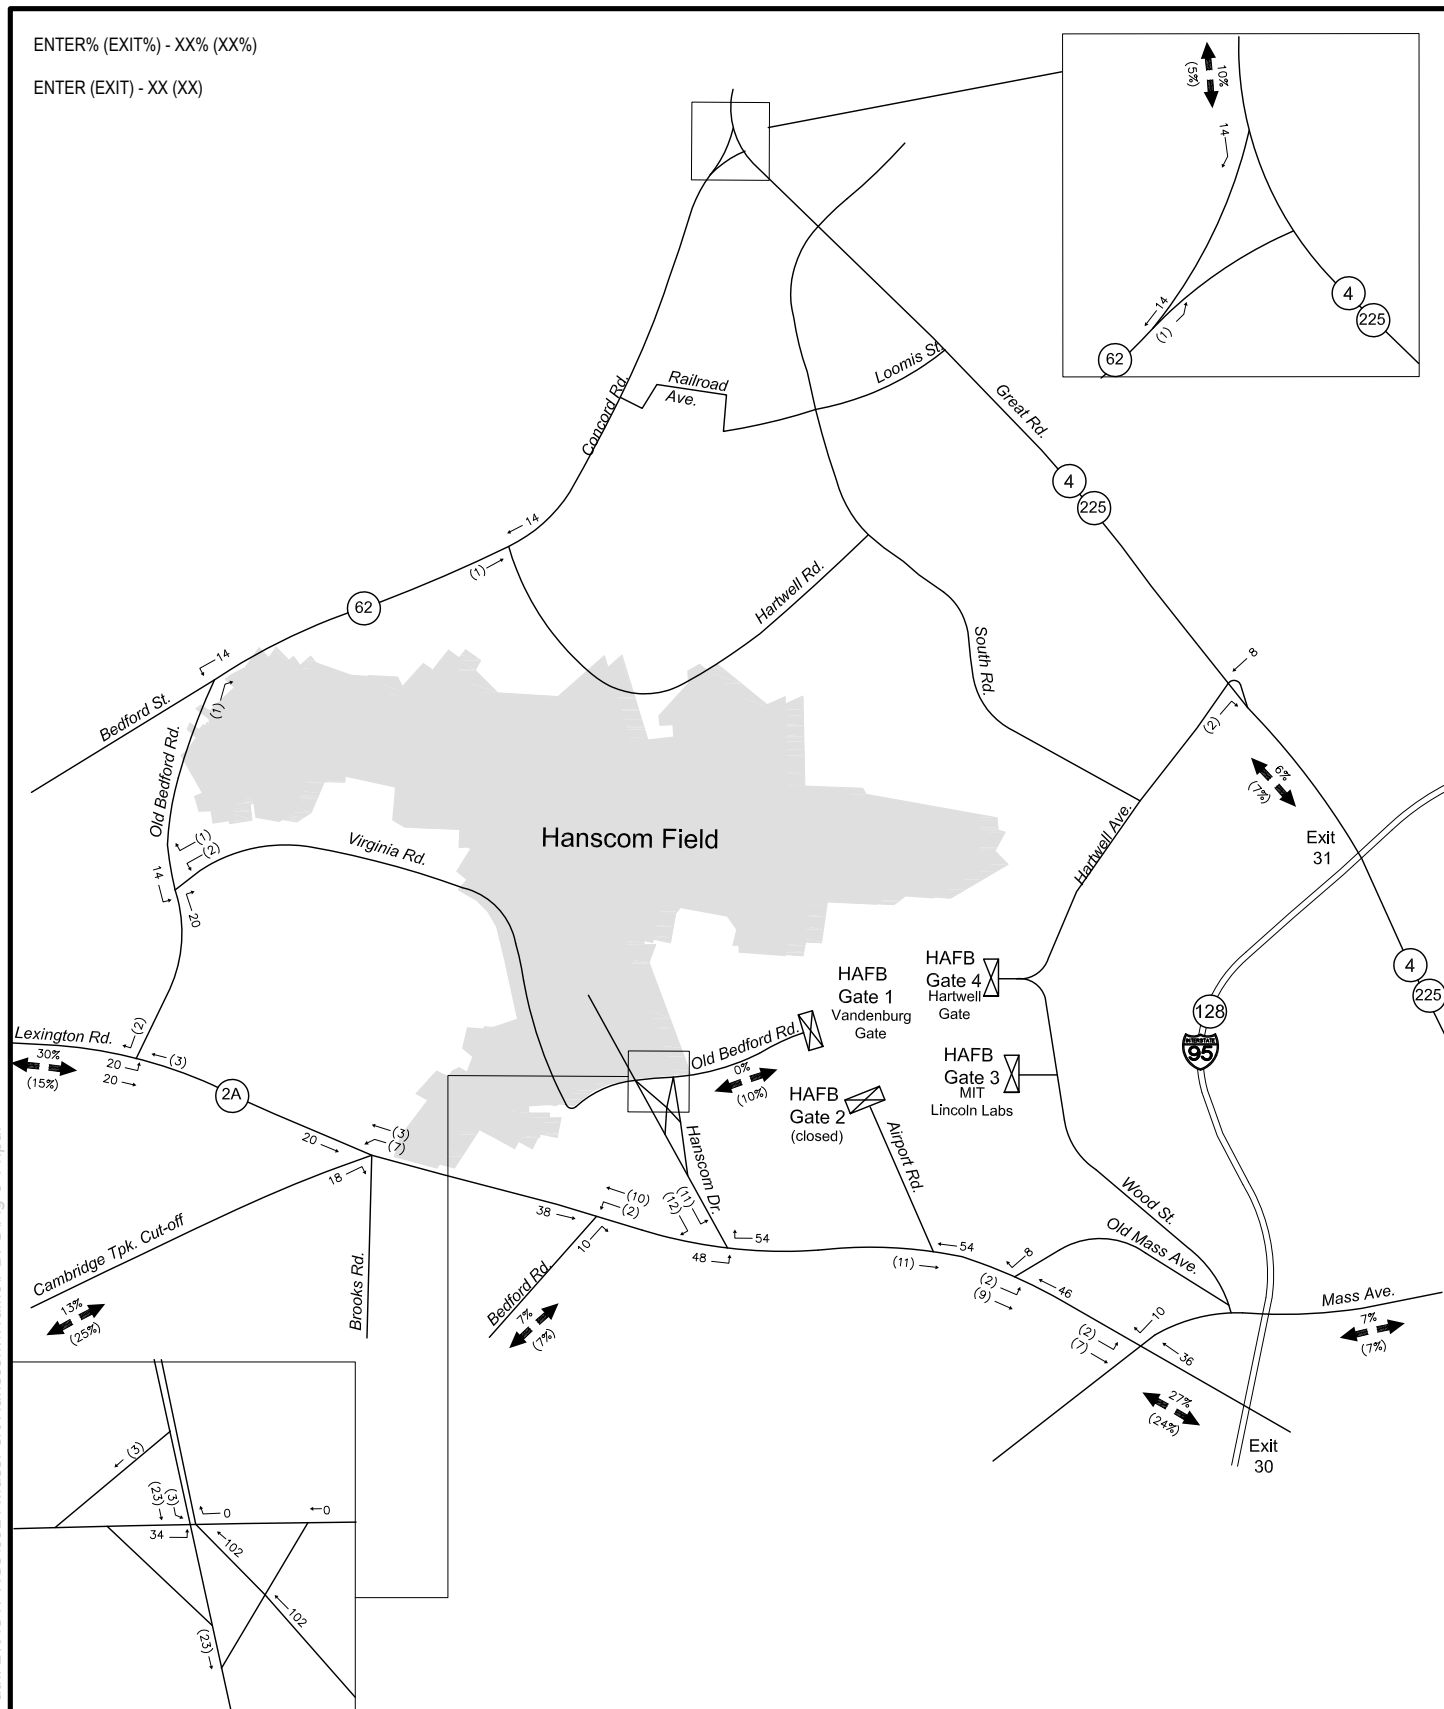 ENTER% (EXIT%) - XX% (XX%)
ENTER (EXIT) - XX (XX)
10%
(5%)
14
14
(1)
4
225
62
Concord Rd.
Railroad
Ave.
Loomis St.
Great Rd.
4
225
14
(1)
62
Hartwell Rd.
South Rd.
14
(1)
Bedford St.
Old Bedford Rd.
8
(2)
6%
(7%)
Exit
31
Hartwell Ave.
Virginia Rd.
Hanscom Field
(1)
(2)
14
20
4
225
128
INTERSTATE
95
HAFB
Gate 4
Hartwell
Gate
HAFB
Gate 1
Vandenburg
Gate
HAFB
Gate 3
MIT
Lincoln Labs
HAFB
Gate 2
(closed)
Old Bedford Rd.
0%
(10%)
Lexington Rd.
30%
(15%)
(2)
(3)
20
20
2A
20
(3)
(7)
18
Airport Rd.
Hanscom Dr.
Wood St.
Old Mass Ave.
Mass Ave.
7%
(7%)
(10)
(2)
38
10
(11)
(12)
54
48
54
(11)
8
(2)
(9)
46
10
(2)
(7)
36
27%
(24%)
Exit
30
Cambridge Tpk. Cut-off
13%
(25%)
Brooks Rd.
Bedford Rd.
7%
(7%)
(3)
(23)
(3)
0
0
34
102
102
(23)